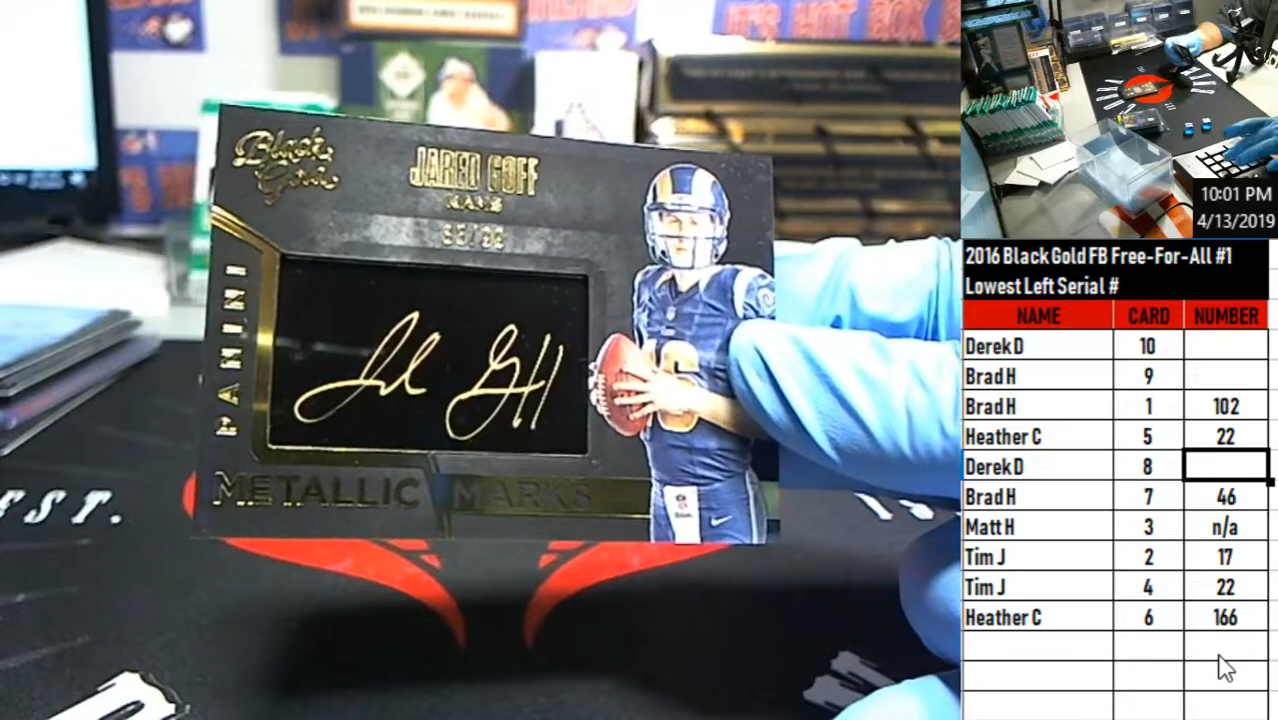 Black
Gold
JARED GOFF
RAMS
PANINI
METALLIC MARKS
EST.
10:01 PM
4/13/2019
2016 Black Gold FB Free-For-All #1
Lowest Left Serial #
NAME CARD NUMBER
Derek D 10
Brad H 9
Brad H 1 102
Heather C 5 22
Derek D 8
Brad H 7 46
Matt H 3 n/a
Tim J 2 17
Tim J 4 22
Heather C 6 166